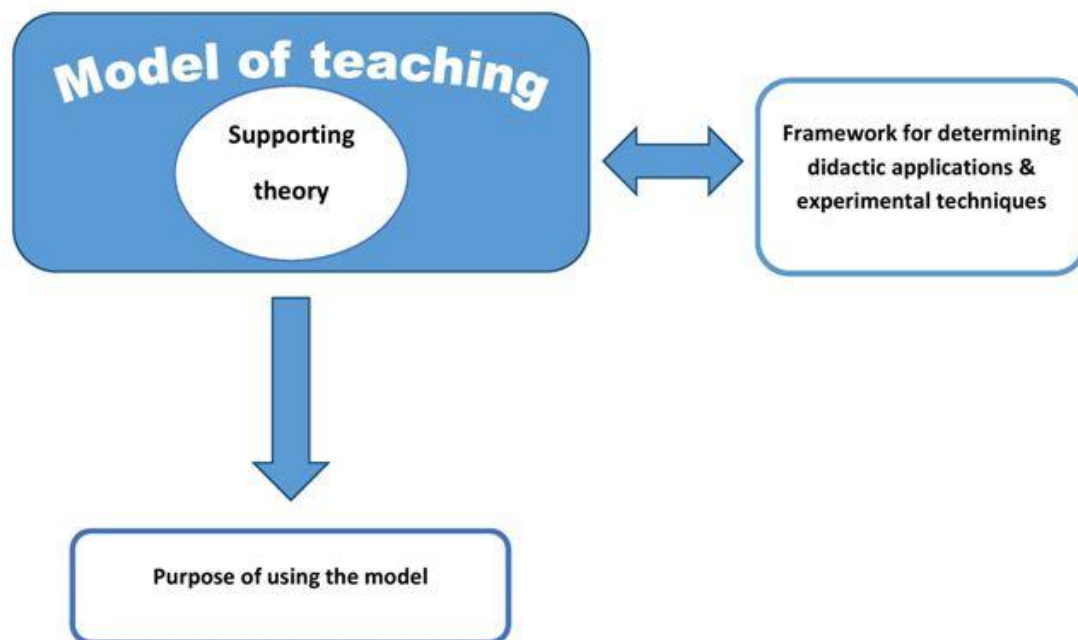 Model of teaching
Supporting
theory
Framework for determining
didactic applications &
experimental techniques
Purpose of using the model